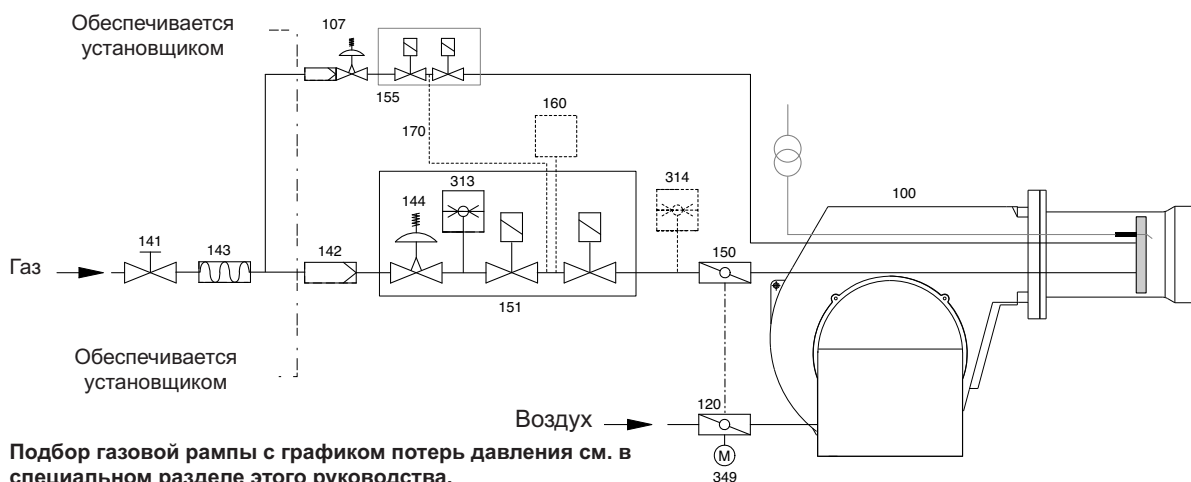 Обеспечивается
установщиком
107
155
160
170
313
314
144
100
141
143
142
150
Газ
151
Обеспечивается
установщиком
Воздух
120
M
349
Подбор газовой рампы с графиком потерь давления см. в
специальном разделе этого руководства.